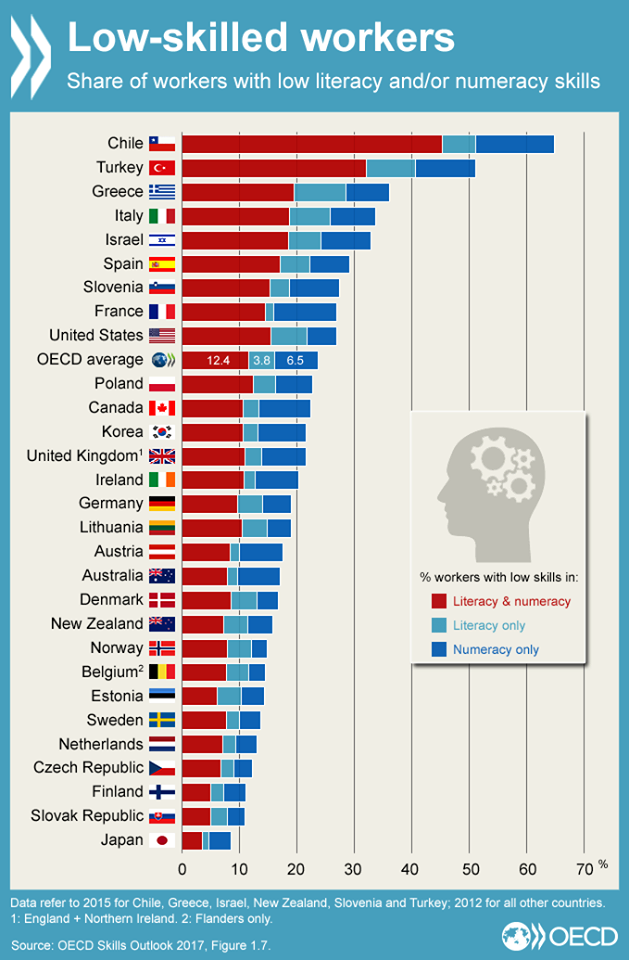 Low-skilled workers
Share of workers with low literacy and/or numeracy skills
Chile
Turkey
Greece
Italy
Israel
Spain
Slovenia
France
United States
OECD average 12.4 3.8 6.5
Poland
Canada
Korea
United Kingdom¹
Ireland
Germany
Lithuania
Austria
Australia
Denmark
New Zealand
Norway
Belgium²
Estonia
Sweden
Netherlands
Czech Republic
Finland
Slovak Republic
Japan
0 10 20 30 40 50 60 70 %
% workers with low skills in:
Literacy & numeracy
Literacy only
Numeracy only
Data refer to 2015 for Chile, Greece, Israel, New Zealand, Slovenia and Turkey; 2012 for all other countries.
1: England + Northern Ireland. 2: Flanders only.
Source: OECD Skills Outlook 2017, Figure 1.7.
OECD